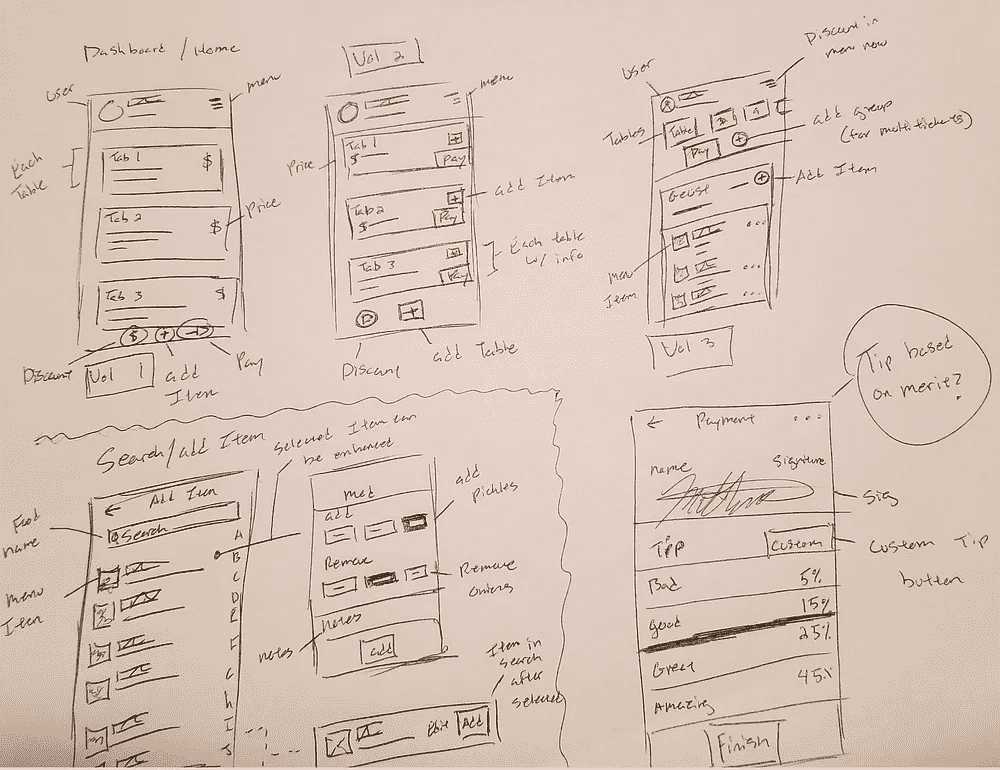 Dashboard / Home
user
menu
Each
Table
Tab 1
$
Tab 2
$
Price
Tab 3
$
$
+
Discount
Vol 1
add
Item
Pay
Vol 2
menu
Price
Tab 1
$
+
Pay
Tab 2
$
+
Pay
add Item
Tab 3
+
Pay
Each table
w/ info
D
+
Discount
add Table
Discount in
menu now
user
Tables
Table
+
add group
(for multi tickets)
Pay
+
Add Item
menu
Item
Vol 3
Search/add Item
Selected Item can
be enhanced
Food
name
← Add Item
Search
menu
Item
A
B
C
D
E
F
G
h
I
J
mod
add
add
pickles
Remove
Remove
onions
notes
notes
add
Item in
search
after
selected
Edit
Add
Tip based
on merit?
← Payment ...
name
Signature
Sig
Tipp
Custom
Custom Tip
button
Bad
5%
Good
15%
25%
Great
45%
Amazing
Finish